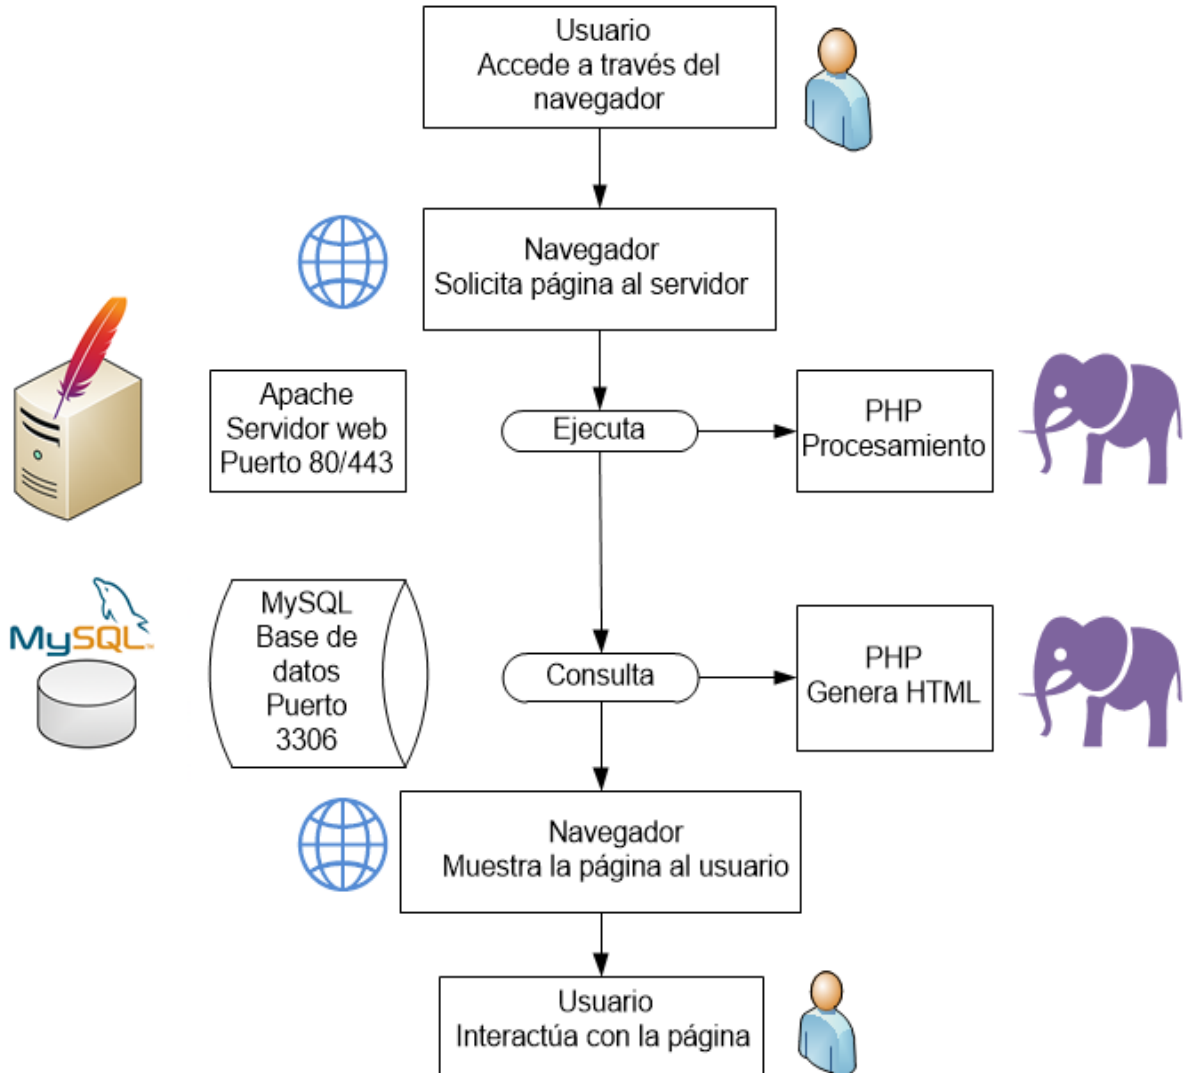 Usuario
Accede a través del
navegador
Navegador
Solicita página al servidor
Apache
Servidor web
Puerto 80/443
Ejecuta
PHP
Procesamiento
MySQL
MySQL
Base de
datos
Puerto
3306
Consulta
PHP
Genera HTML
Navegador
Muestra la página al usuario
Usuario
Interactúa con la página